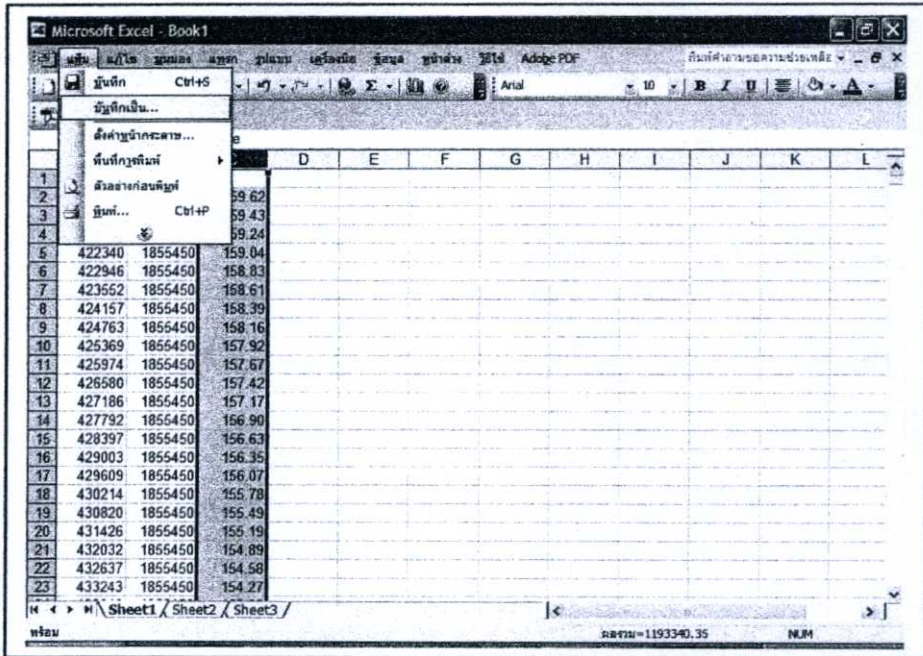 Microsoft Excel - Book1
แฟ้ม แก้ไข มุมมอง แทรก รูปแบบ เครื่องมือ ข้อมูล หน้าต่าง วิธีใช้ Adobe PDF พิมพ์คำถามขอความช่วยเหลือ
Arial 10 B I U
บันทึก Ctrl+S
บันทึกเป็น...
ตั้งค่าหน้ากระดาษ...
พื้นที่การพิมพ์
ตัวอย่างก่อนพิมพ์
พิมพ์... Ctrl+P
D E F G H I J K L
1
2 59.62
3 59.43
4 59.24
5 422340 1855450 159.04
6 422946 1855450 158.83
7 423552 1855450 158.61
8 424157 1855450 158.39
9 424763 1855450 158.16
10 425369 1855450 157.92
11 425974 1855450 157.67
12 426580 1855450 157.42
13 427186 1855450 157.17
14 427792 1855450 156.90
15 428397 1855450 156.63
16 429003 1855450 156.35
17 429609 1855450 156.07
18 430214 1855450 155.78
19 430820 1855450 155.49
20 431426 1855450 155.19
21 432032 1855450 154.89
22 432637 1855450 154.58
23 433243 1855450 154.27
Sheet1 Sheet2 Sheet3
พร้อม ผลรวม=1193340.35 NUM